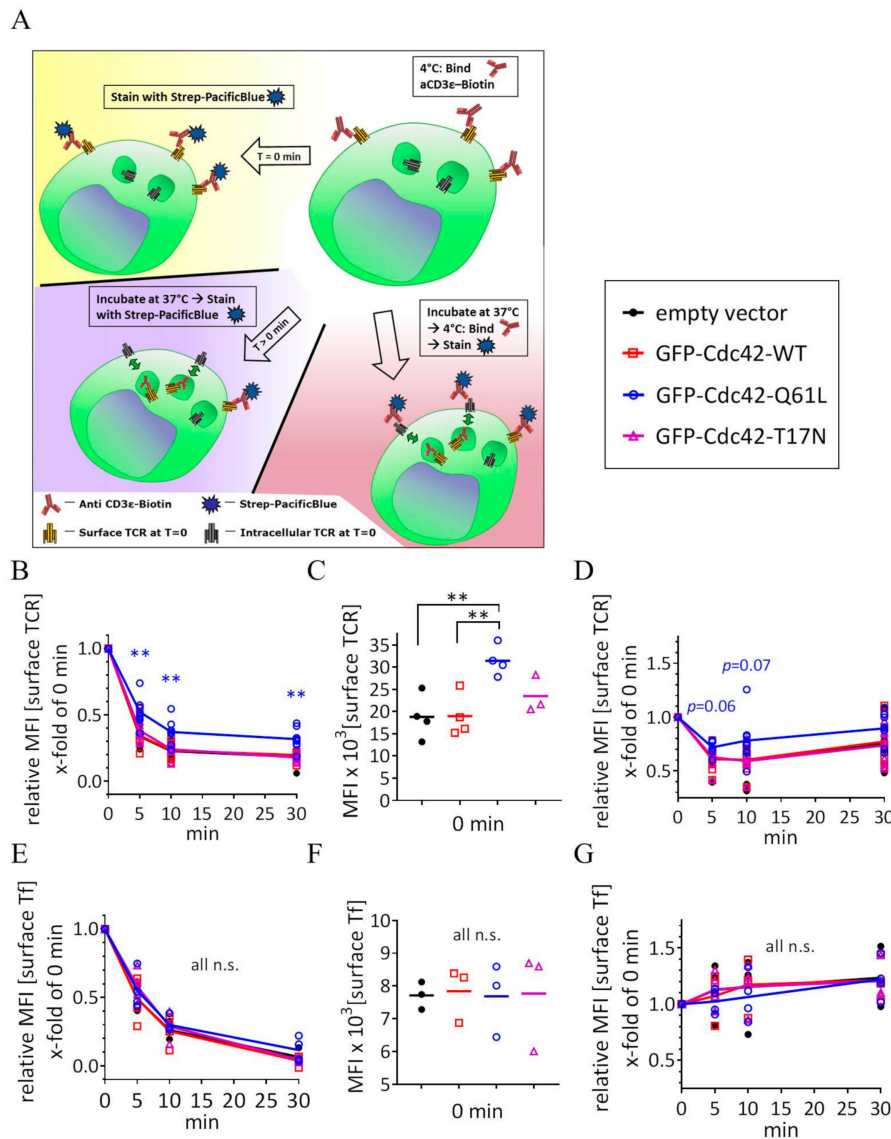 A
4°C: Bind
aCD3ε–Biotin
Stain with Strep-PacificBlue
T = 0 min
Incubate at 37°C → Stain
with Strep-PacificBlue
T > 0 min
Incubate at 37°C
→ 4°C: Bind
→ Stain
— Anti CD3ε-Biotin
— Strep-PacificBlue
— Surface TCR at T=0
— Intracellular TCR at T=0
empty vector
GFP-Cdc42-WT
GFP-Cdc42-Q61L
GFP-Cdc42-T17N
B
relative MFI [surface TCR]
x-fold of 0 min
1.0
0.5
0.0
** ** **
0 5 10 15 20 25 30
min
C
MFI x 10³[surface TCR]
35
30
25
20
15
10
5
0
**
**
0 min
D
relative MFI [surface TCR]
x-fold of 0 min
1.5
1.0
0.5
p=0.06
p=0.07
0 5 10 15 20 25 30
min
E
relative MFI [surface Tf]
x-fold of 0 min
1.0
0.5
0.0
all n.s.
0 5 10 15 20 25 30
min
F
MFI x 10³[surface Tf]
10
9
8
7
6
5
all n.s.
0 min
G
relative MFI [surface Tf]
x-fold of 0 min
1.5
1.0
0.5
all n.s.
0 5 10 15 20 25 30
min